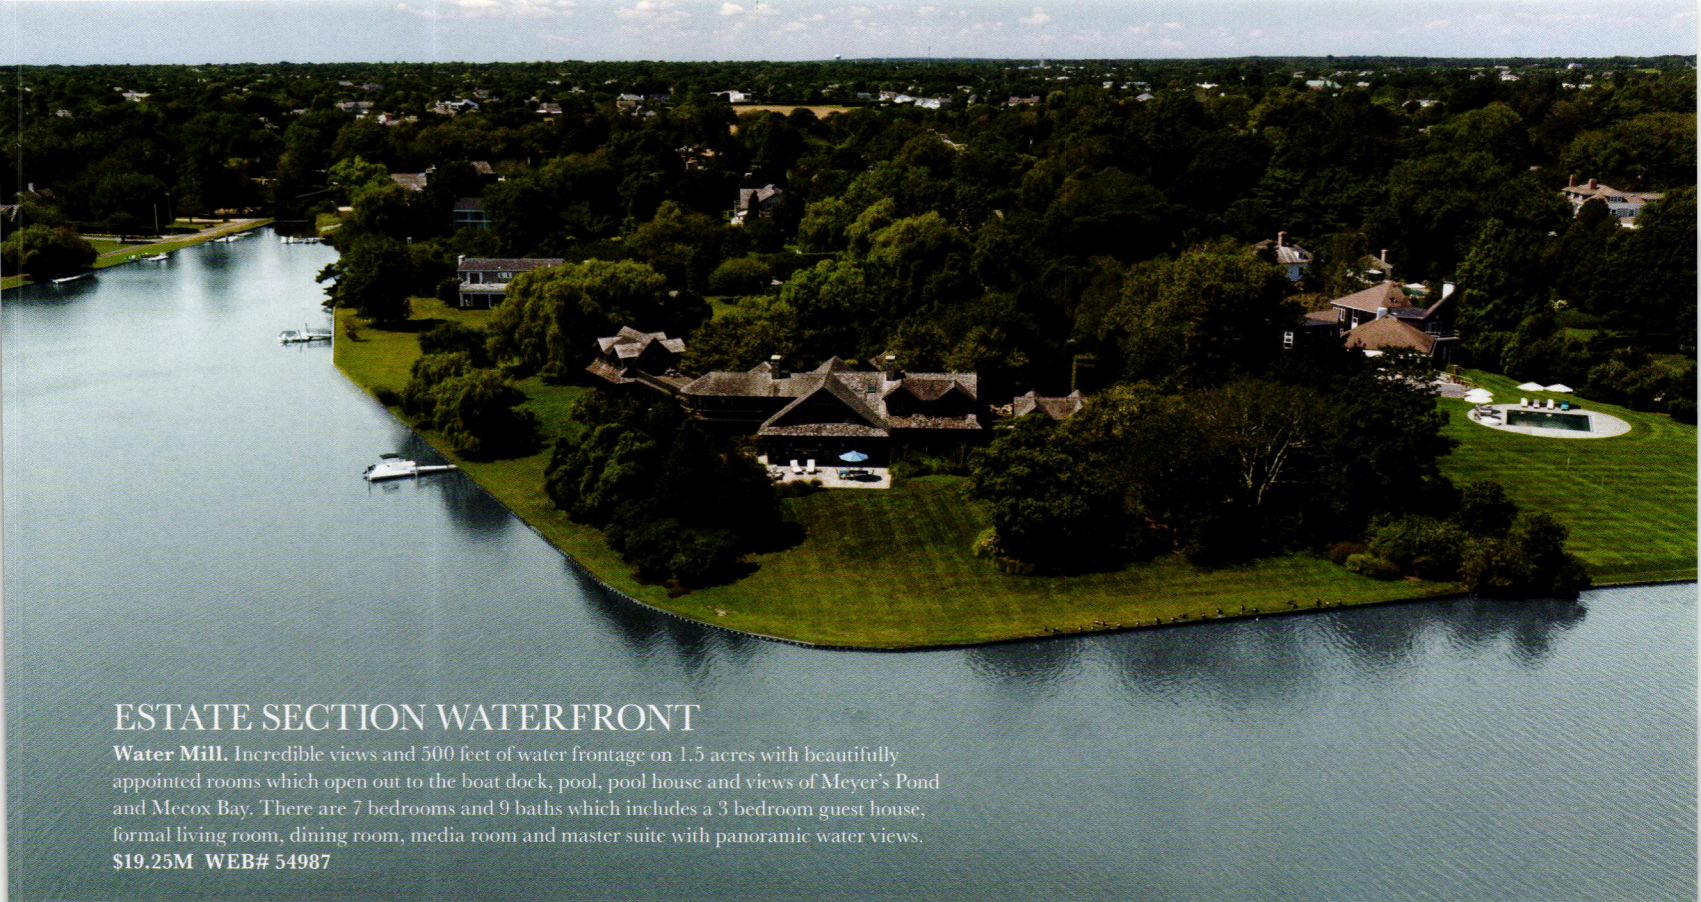 ESTATE SECTION WATERFRONT
Water Mill. Incredible views and 500 feet of water frontage on 1.5 acres with beautifully
appointed rooms which open out to the boat dock, pool, pool house and views of Meyer's Pond
and Mecox Bay. There are 7 bedrooms and 9 baths which includes a 3 bedroom guest house,
formal living room, dining room, media room and master suite with panoramic water views.
$19.25M WEB# 54987